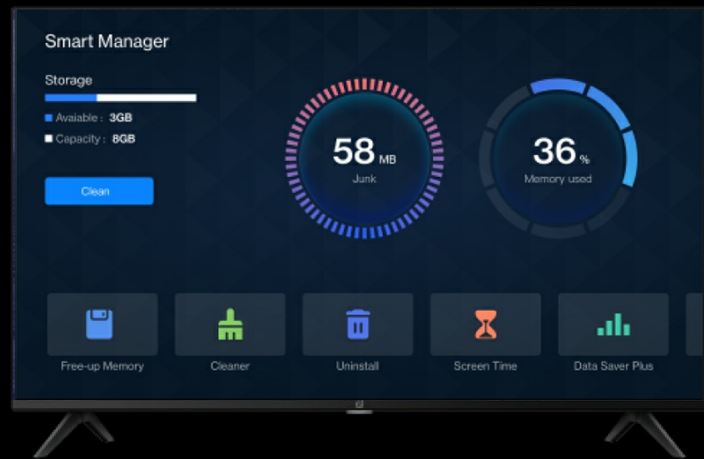 Smart Manager
Storage
Avaiable : 3GB
Capacity : 8GB
Clean
58 MB
Junk
36 %
Memory used
Free-up Memory
Cleaner
Uninstall
Screen Time
Data Saver Plus